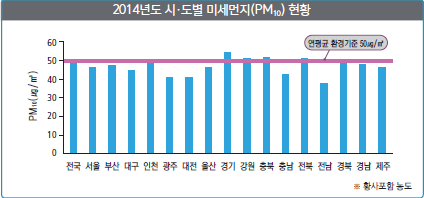 2014년도 시·도별 미세먼지(PM10) 현황
연평균 환경기준 50㎍/㎥
PM10(㎍/㎥)
60
50
40
30
20
10
0
전국 서울 부산 대구 인천 광주 대전 울산 경기 강원 충북 충남 전북 전남 경북 경남 제주
※ 황사포함 농도